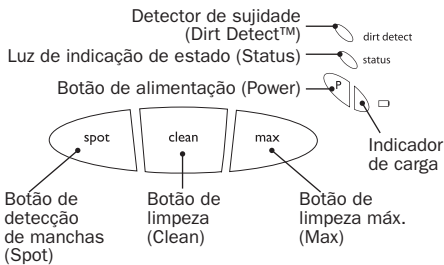 Detector de sujidade
(Dirt Detect™)
dirt detect
Luz de indicação de estado (Status)
status
Botão de alimentação (Power)
P
Indicador
de carga
spot
clean
max
Botão de
detecção
de manchas
(Spot)
Botão de
limpeza
(Clean)
Botão de
limpeza máx.
(Max)